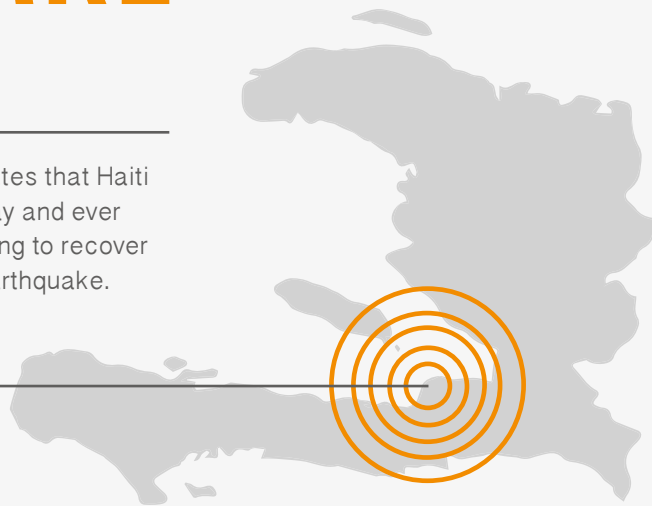 tes that Haiti
y and ever
ng to recover
rthquake.